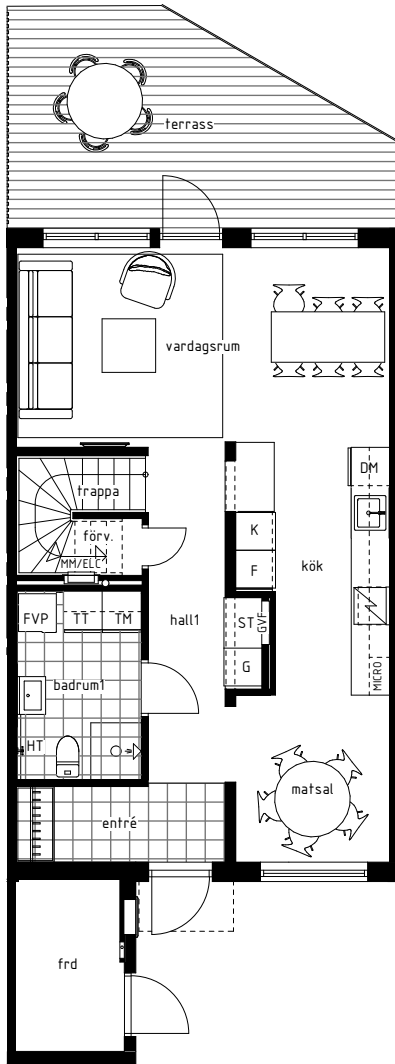 terrass
vardagsrum
DM
trappa
K
förv.
F
kök
MM/ELC
hall1
FVP TT TM
ST
GVF
G
badrum1
MICRO
HT
matsal
entré
frd